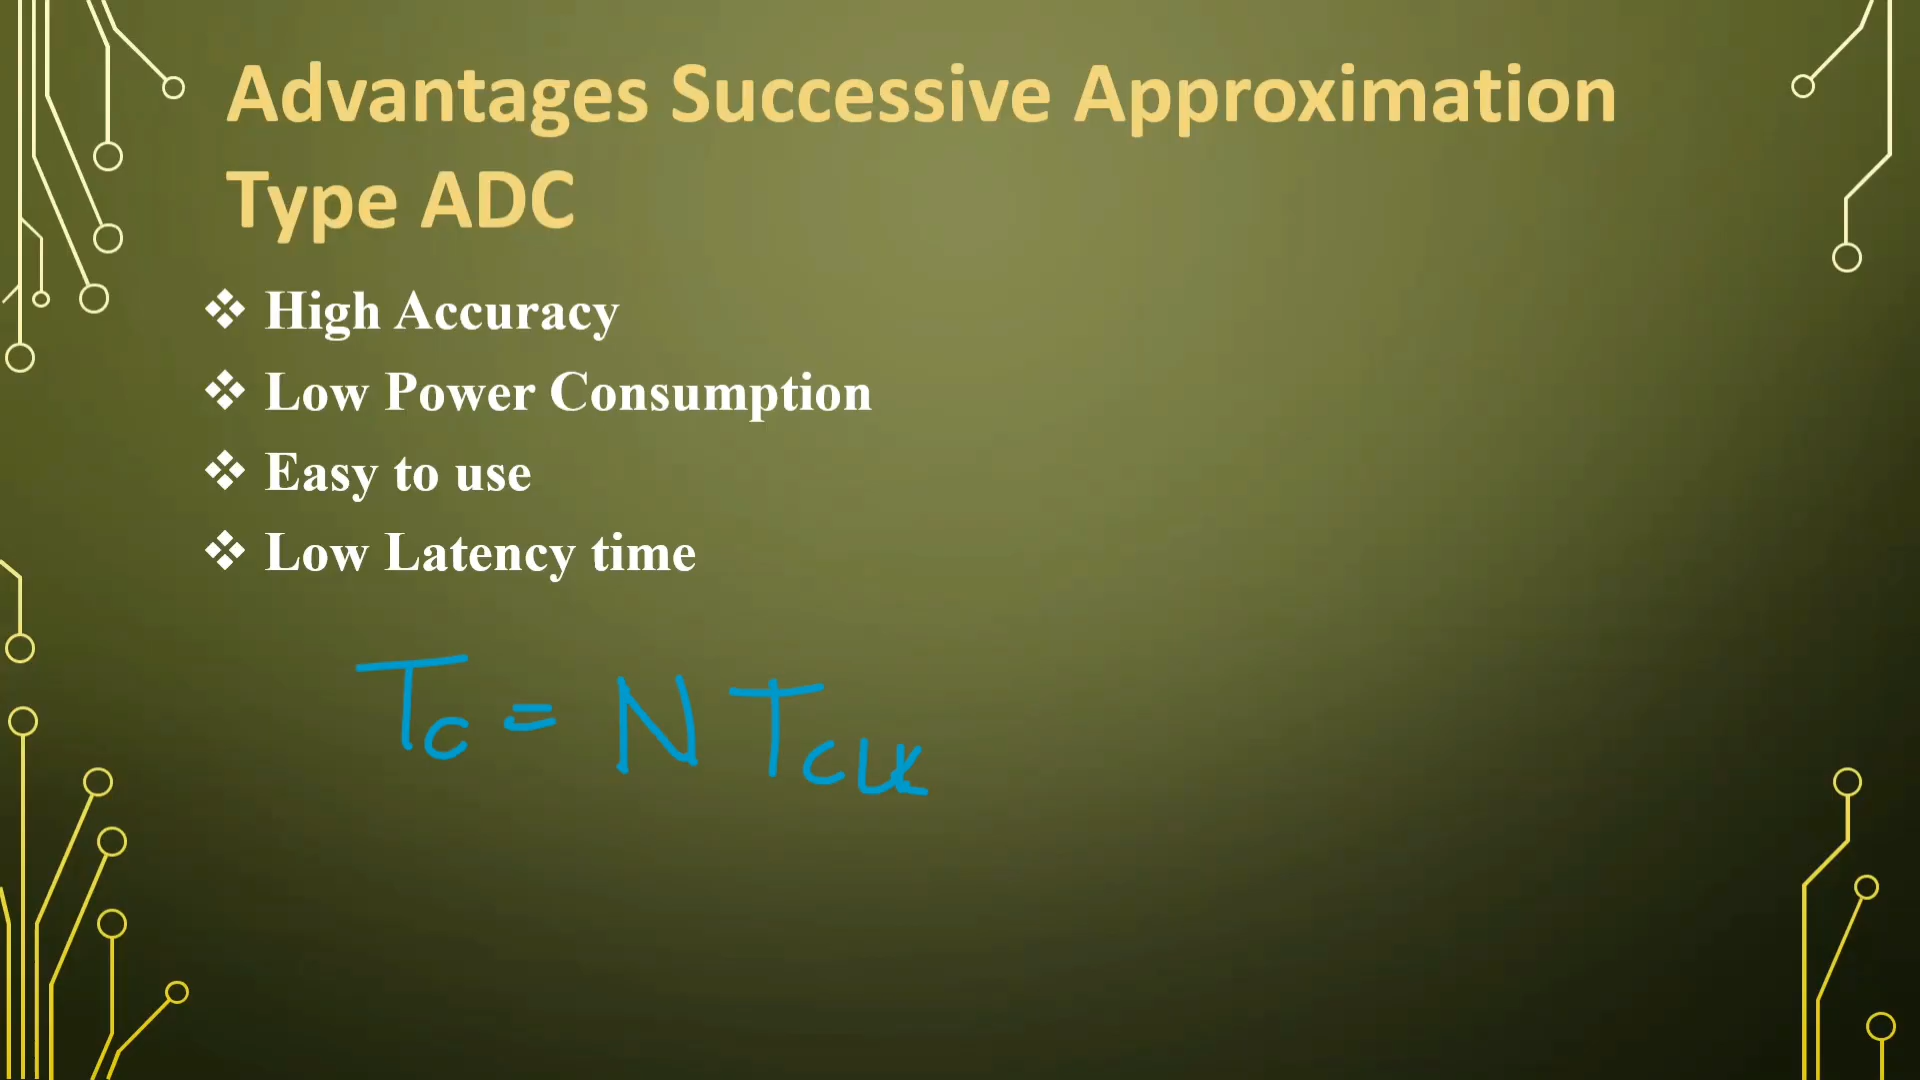 Advantages Successive Approximation
Type ADC
❖ High Accuracy
❖ Low Power Consumption
❖ Easy to use
❖ Low Latency time
Tc = N Tclk